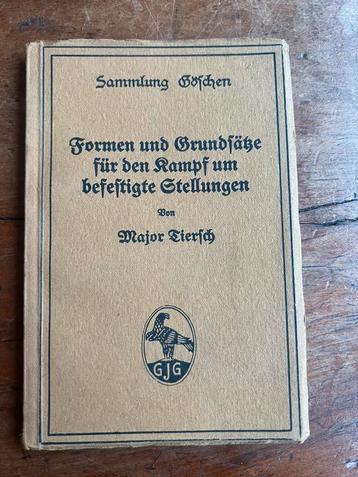 Sammlung Göschen
Formen und Grundsätze
für den Kampf um
befestigte Stellungen
Von
Major Tiersch
GJG